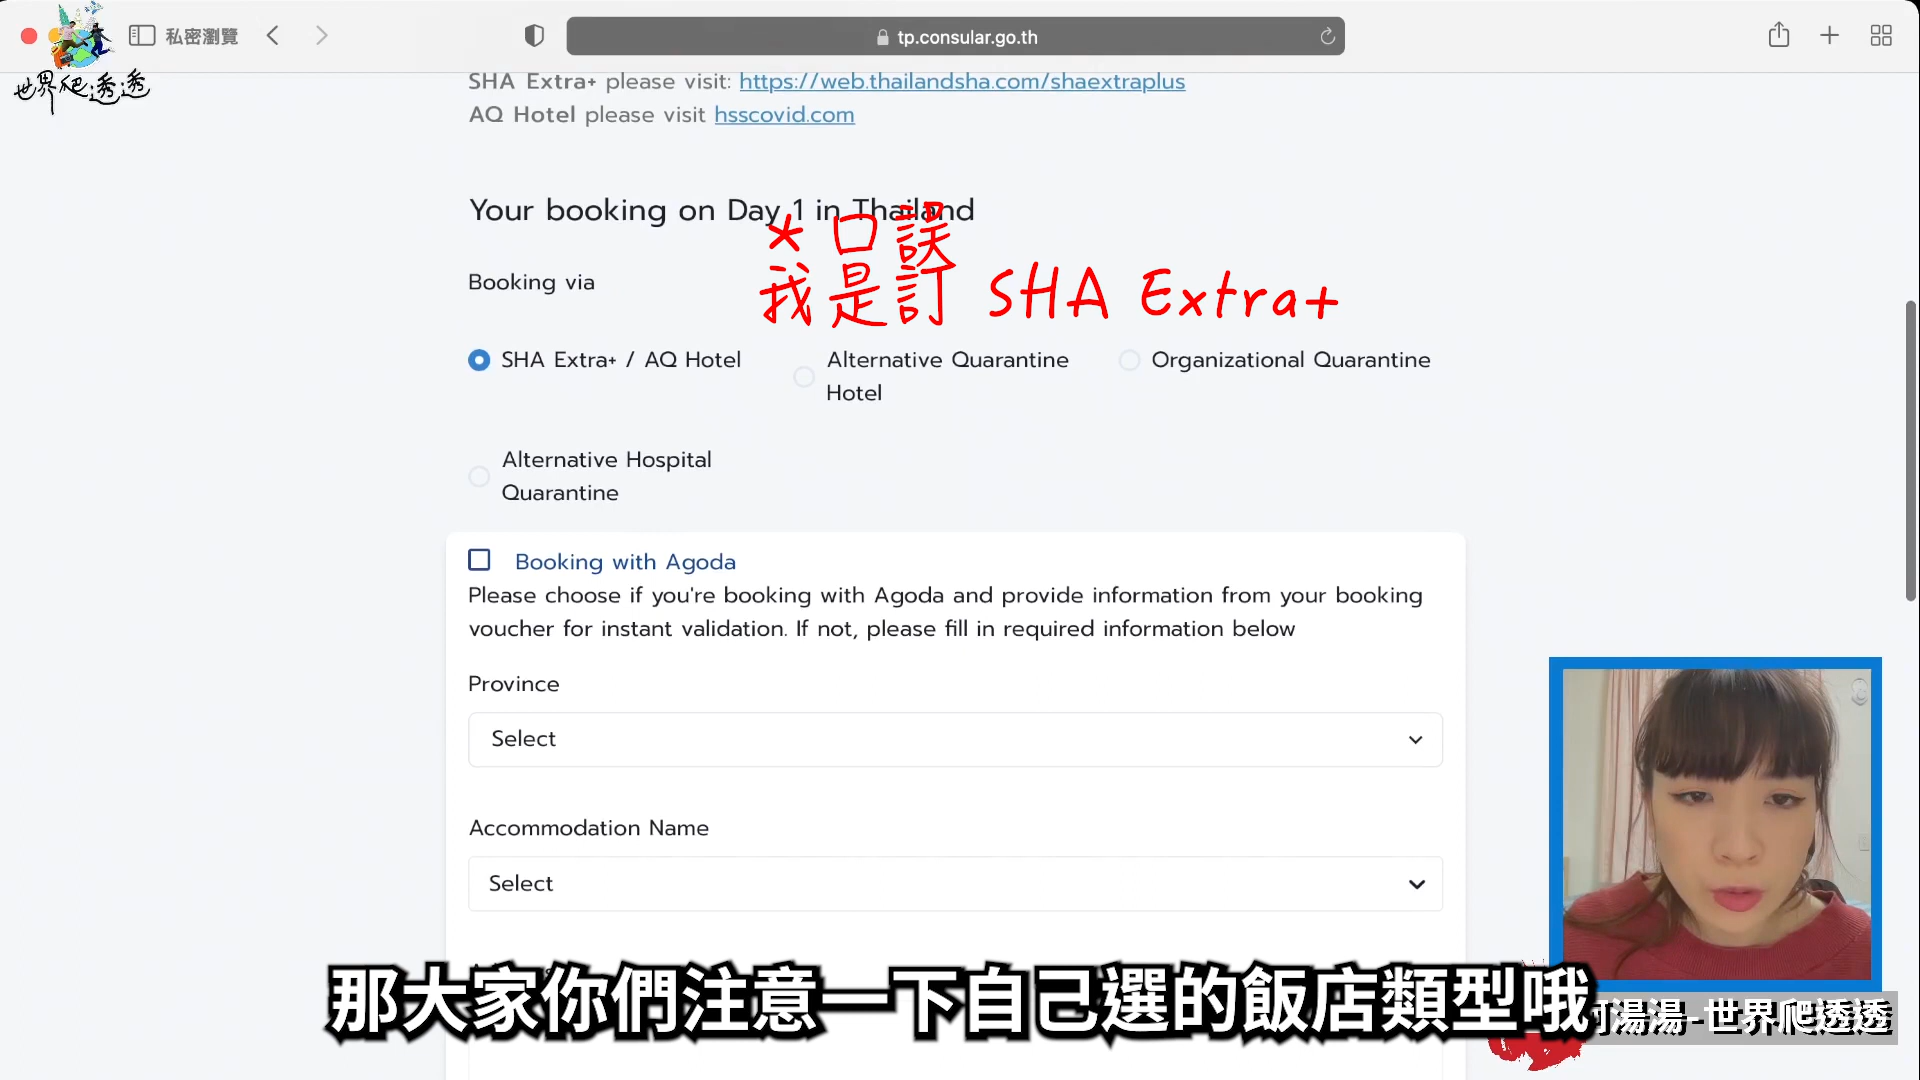 私密瀏覽
tp.consular.go.th
世界爬透透
SHA Extra+ please visit: https://web.thailandsha.com/shaextraplus
AQ Hotel please visit hsscovid.com
Your booking on Day 1 in Thailand
*口誤
我是訂 SHA Extra+
Booking via
SHA Extra+ / AQ Hotel
Alternative Quarantine
Hotel
Organizational Quarantine
Alternative Hospital
Quarantine
Booking with Agoda
Please choose if you're booking with Agoda and provide information from your booking
voucher for instant validation. If not, please fill in required information below
Province
Select
Accommodation Name
Select
那大家你們注意一下自己選的飯店類型哦
湯湯-世界爬透透